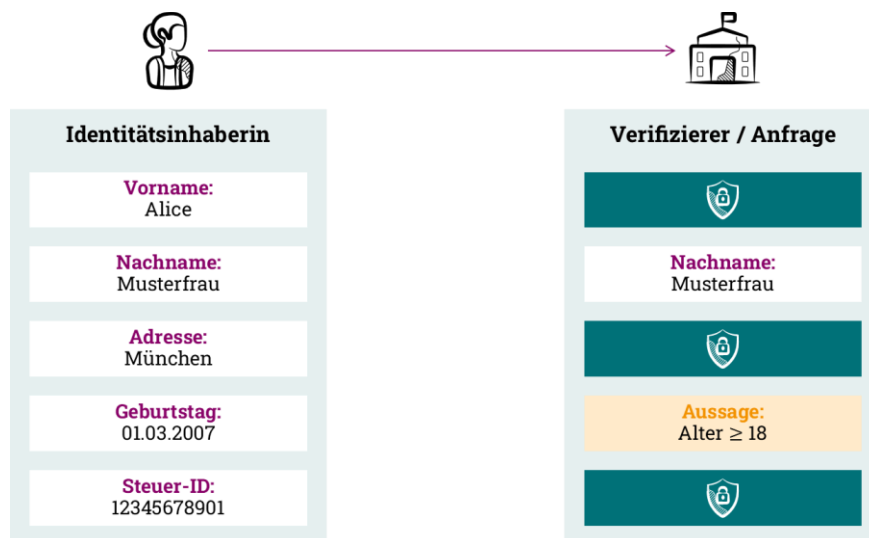 Identitätsinhaberin
Vorname:
Alice
Nachname:
Musterfrau
Adresse:
München
Geburtstag:
01.03.2007
Steuer-ID:
12345678901
Verifizierer / Anfrage
Nachname:
Musterfrau
Aussage:
Alter ≥ 18